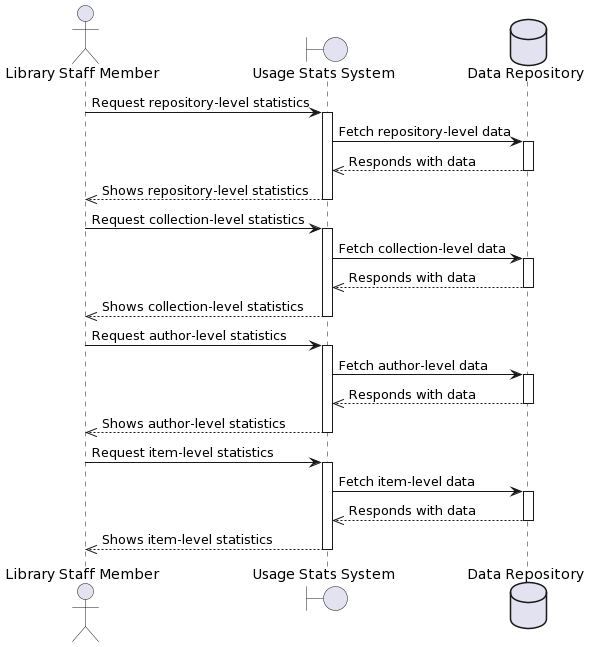 Library Staff Member
Usage Stats System
Data Repository
Request repository-level statistics
Fetch repository-level data
Responds with data
Shows repository-level statistics
Request collection-level statistics
Fetch collection-level data
Responds with data
Shows collection-level statistics
Request author-level statistics
Fetch author-level data
Responds with data
Shows author-level statistics
Request item-level statistics
Fetch item-level data
Responds with data
Shows item-level statistics
Library Staff Member
Usage Stats System
Data Repository